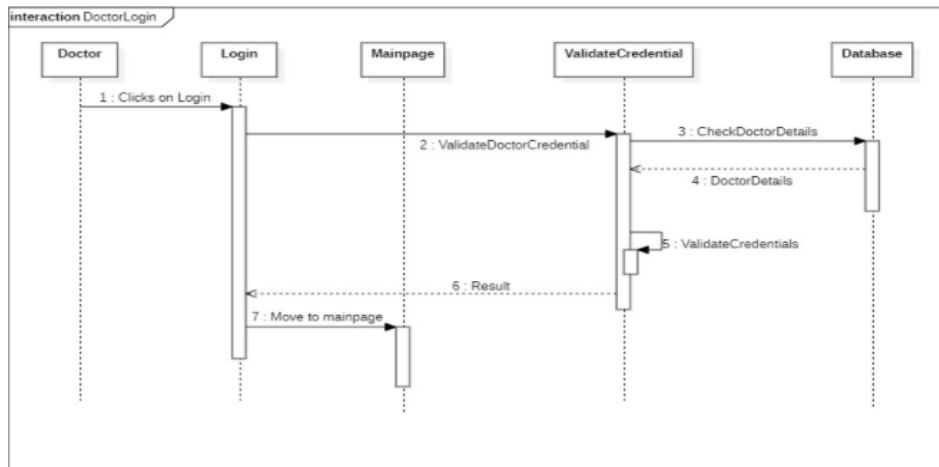 interaction DoctorLogin
Doctor
Login
Mainpage
ValidateCredential
Database
1 : Clicks on Login
2 : ValidateDoctorCredential
3 : CheckDoctorDetails
4 : DoctorDetails
5 : ValidateCredentials
6 : Result
7 : Move to mainpage